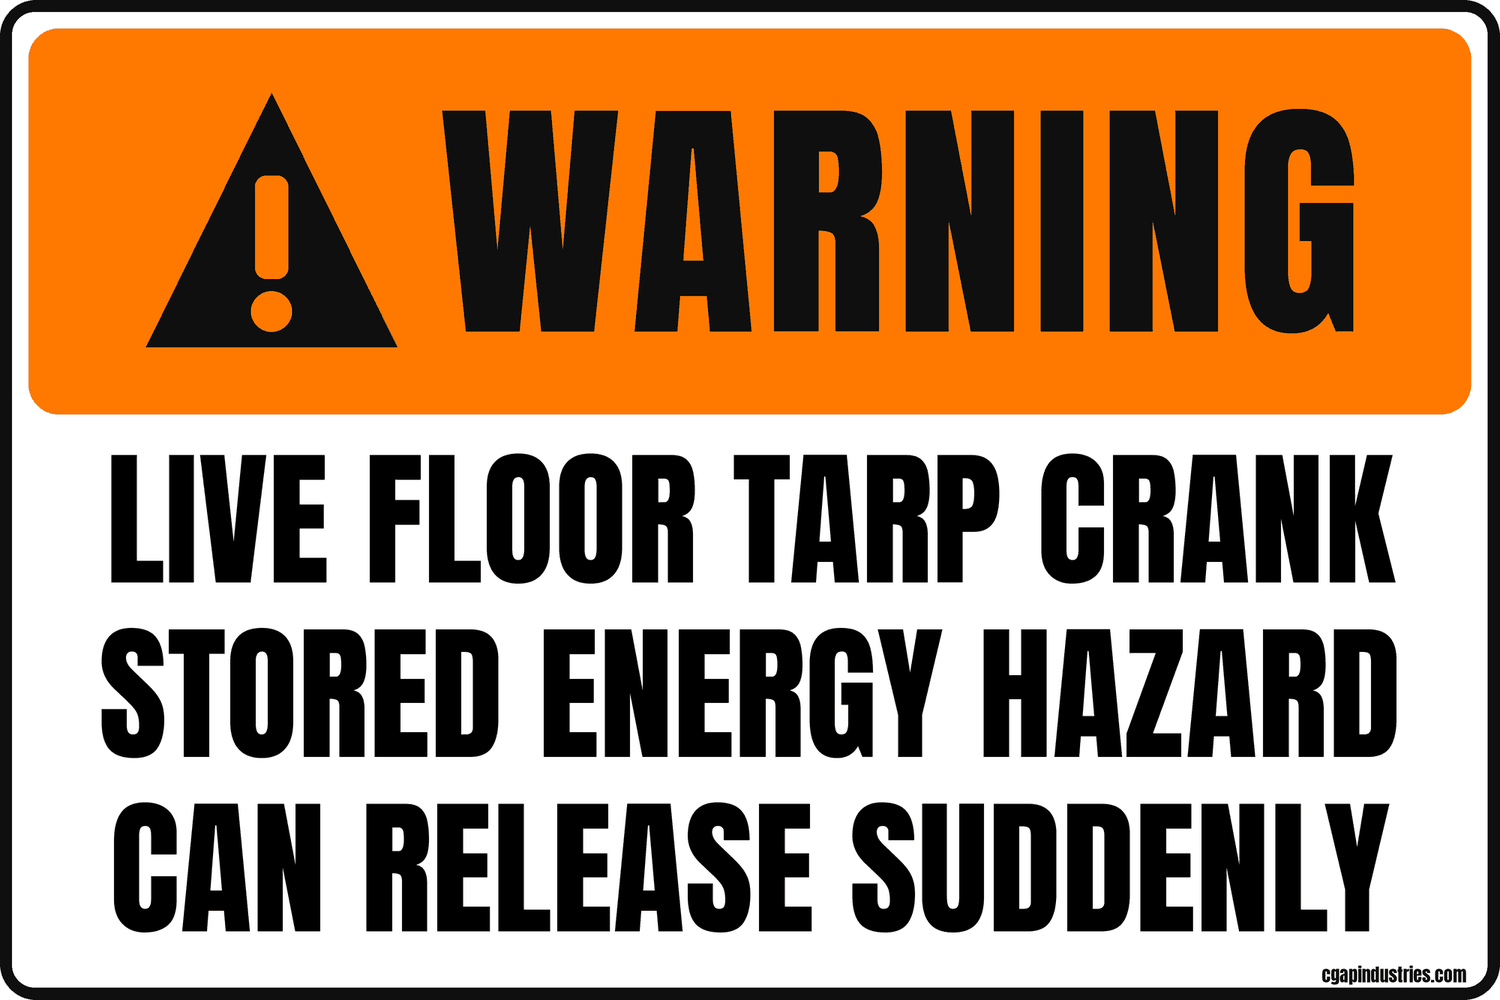 WARNING
LIVE FLOOR TARP CRANK
STORED ENERGY HAZARD
CAN RELEASE SUDDENLY
cgapindustries.com